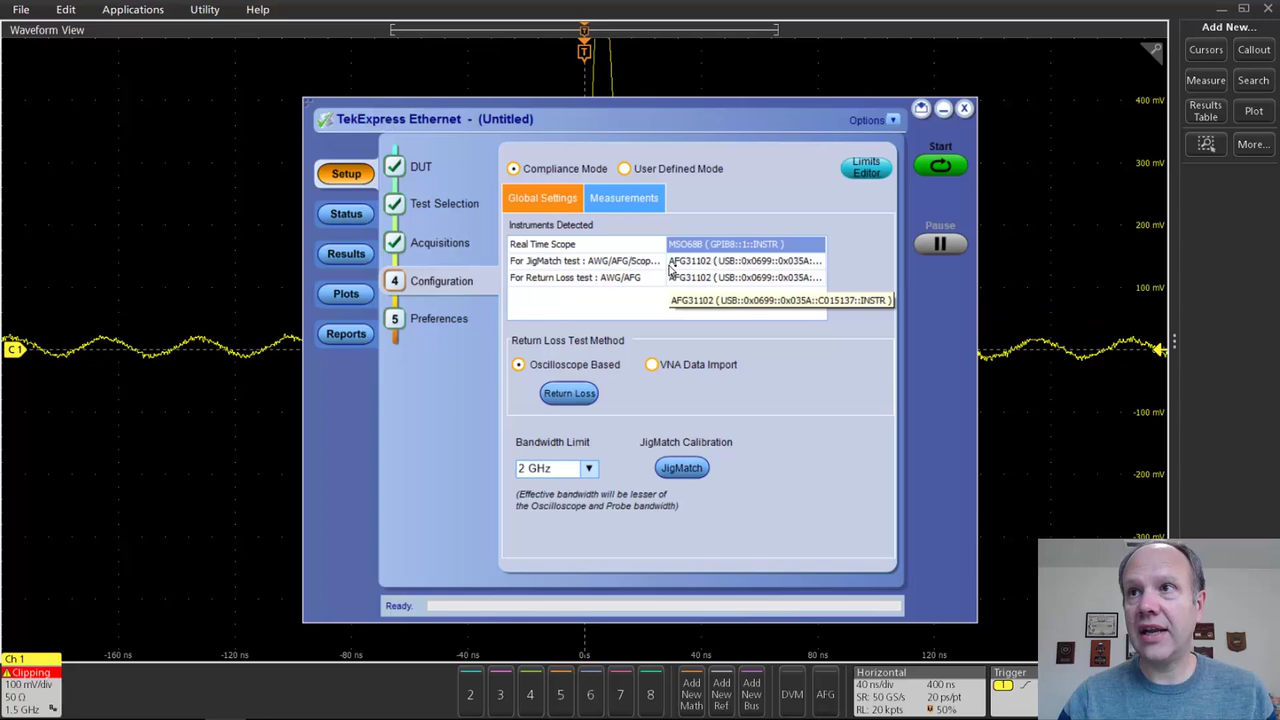 File Edit Applications Utility Help
Waveform View
Add New...
Cursors Callout
Measure Search
Results Table Plot
More...
T
T
400 mV
300 mV
200 mV
100 mV
-100 mV
-200 mV
-300 mV
C 1
TekExpress Ethernet - (Untitled)
Options
Setup
Status
Results
Plots
Reports
DUT
Test Selection
Acquisitions
4 Configuration
5 Preferences
Compliance Mode User Defined Mode
Limits Editor
Global Settings Measurements
Instruments Detected
Real Time Scope MSO68B ( GPIB8::1::INSTR )
For JigMatch test : AWG/AFG/Scop... AFG31102 ( USB::0x0699::0x035A::...
For Return Loss test : AWG/AFG AFG31102 ( USB::0x0699::0x035A::...
AFG31102 ( USB::0x0699::0x035A::C015137::INSTR )
Return Loss Test Method
Oscilloscope Based VNA Data Import
Return Loss
Bandwidth Limit JigMatch Calibration
2 GHz JigMatch
(Effective bandwidth will be lesser of
the Oscilloscope and Probe bandwidth)
Start
Pause
Ready.
-160 ns -120 ns -80 ns -40 ns 0s 40 ns 80 ns 120 ns
Ch 1
Clipping
100 mV/div
50 Ω
1.5 GHz
2 3 4 5 6 7 8
Add New Math
Add New Ref
Add New Bus
DVM
AFG
Horizontal
40 ns/div 400 ns
SR: 50 GS/s 20 ps/pt
RL: 20 kpts 50%
Trigger
1